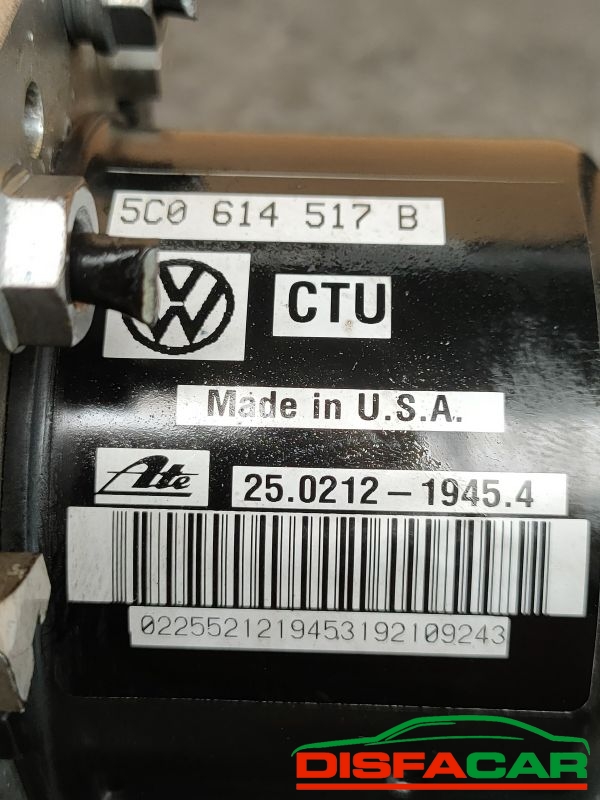 5C0 614 517 B
CTU
Made in U.S.A.
Ate
25.0212-1945.4
0225521219453192109243
DISFACAR